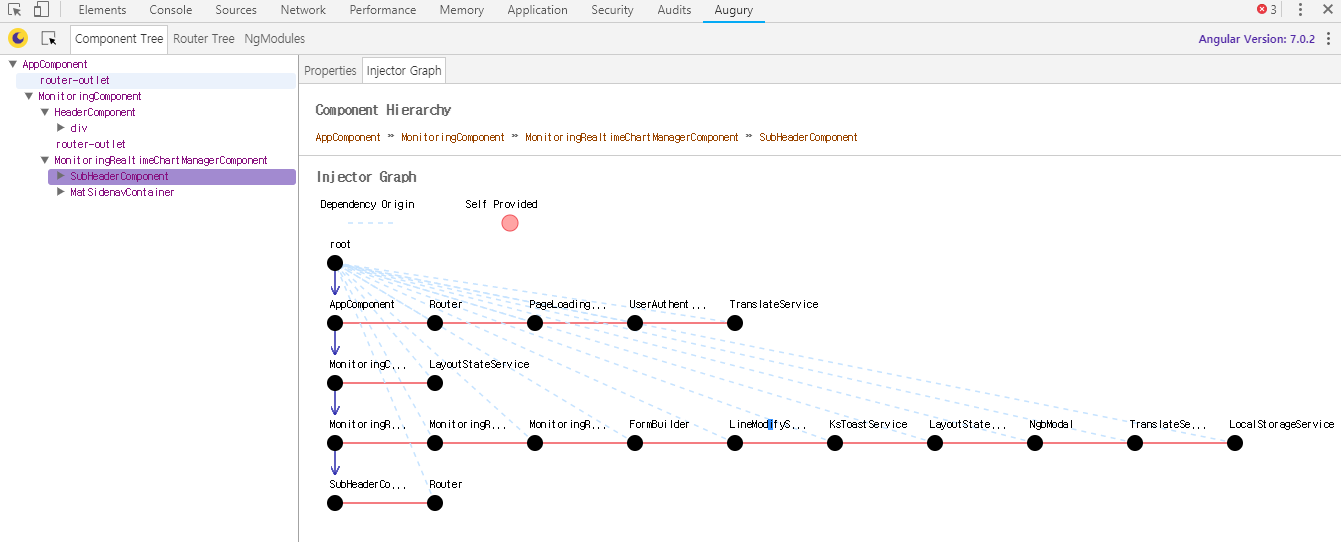 Elements Console Sources Network Performance Memory Application Security Audits Augury 3
Component Tree Router Tree NgModules Angular Version: 7.0.2
AppComponent
router-outlet
MonitoringComponent
HeaderComponent
div
router-outlet
MonitoringRealtimeChartManagerComponent
SubHeaderComponent
MatSidenavContainer
Properties Injector Graph
Component Hierarchy
AppComponent » MonitoringComponent » MonitoringRealtimeChartManagerComponent » SubHeaderComponent
Injector Graph
Dependency Origin Self Provided
root
AppComponent Router PageLoading... UserAuthent... TranslateService
MonitoringC... LayoutStateService
MonitoringR... MonitoringR... MonitoringR... FormBuilder LineModifyS... KsToastService LayoutState... NgbModal TranslateSe... LocalStorageService
SubHeaderCo... Router